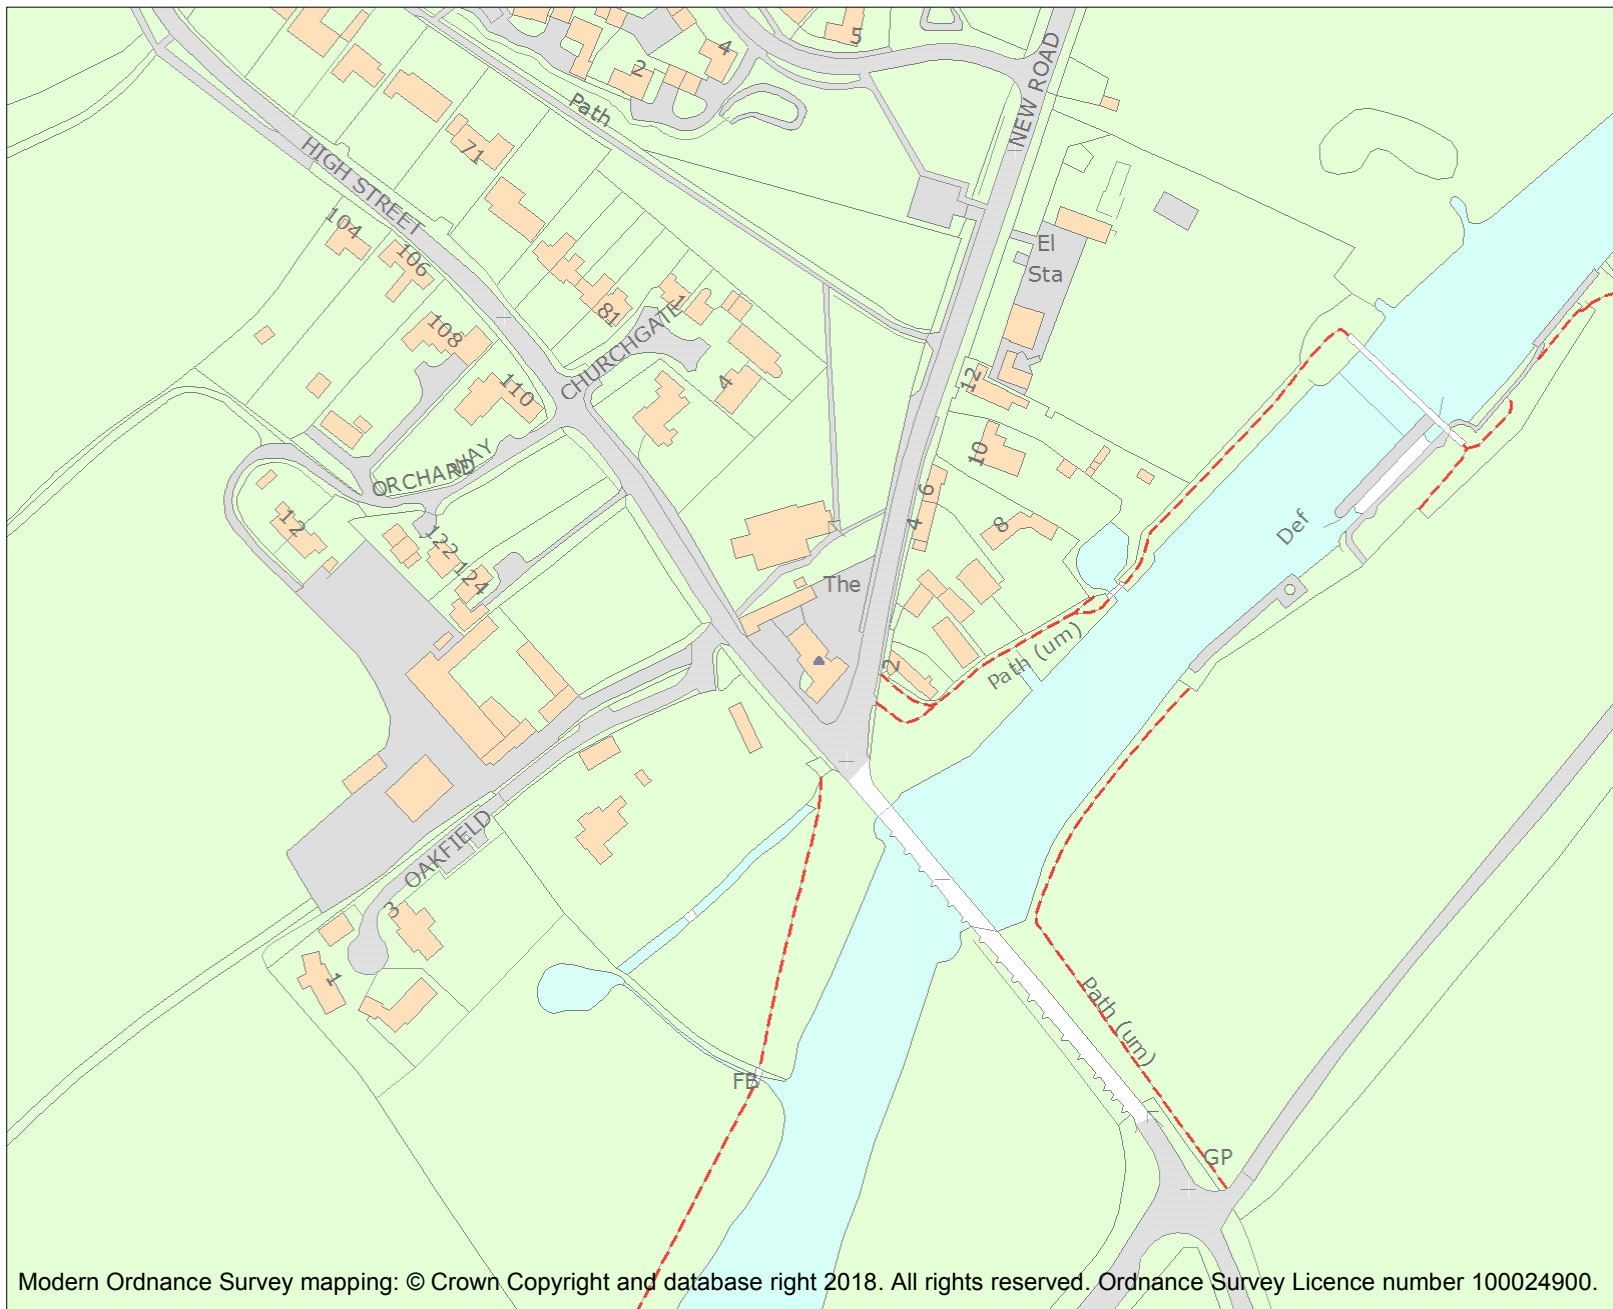 5
4
2
Path
NEW ROAD
71
HIGH STREET
104
106
El
Sta
1
81
108
CHURCHGATE
12
4
110
10
ORCHARD
WAY
6
12
4
8
Def
122
124
The
2
Path (um)
OAKFIELD
3
1
Path (um)
FB
GP
Modern Ordnance Survey mapping: © Crown Copyright and database right 2018. All rights reserved. Ordnance Survey Licence number 100024900.